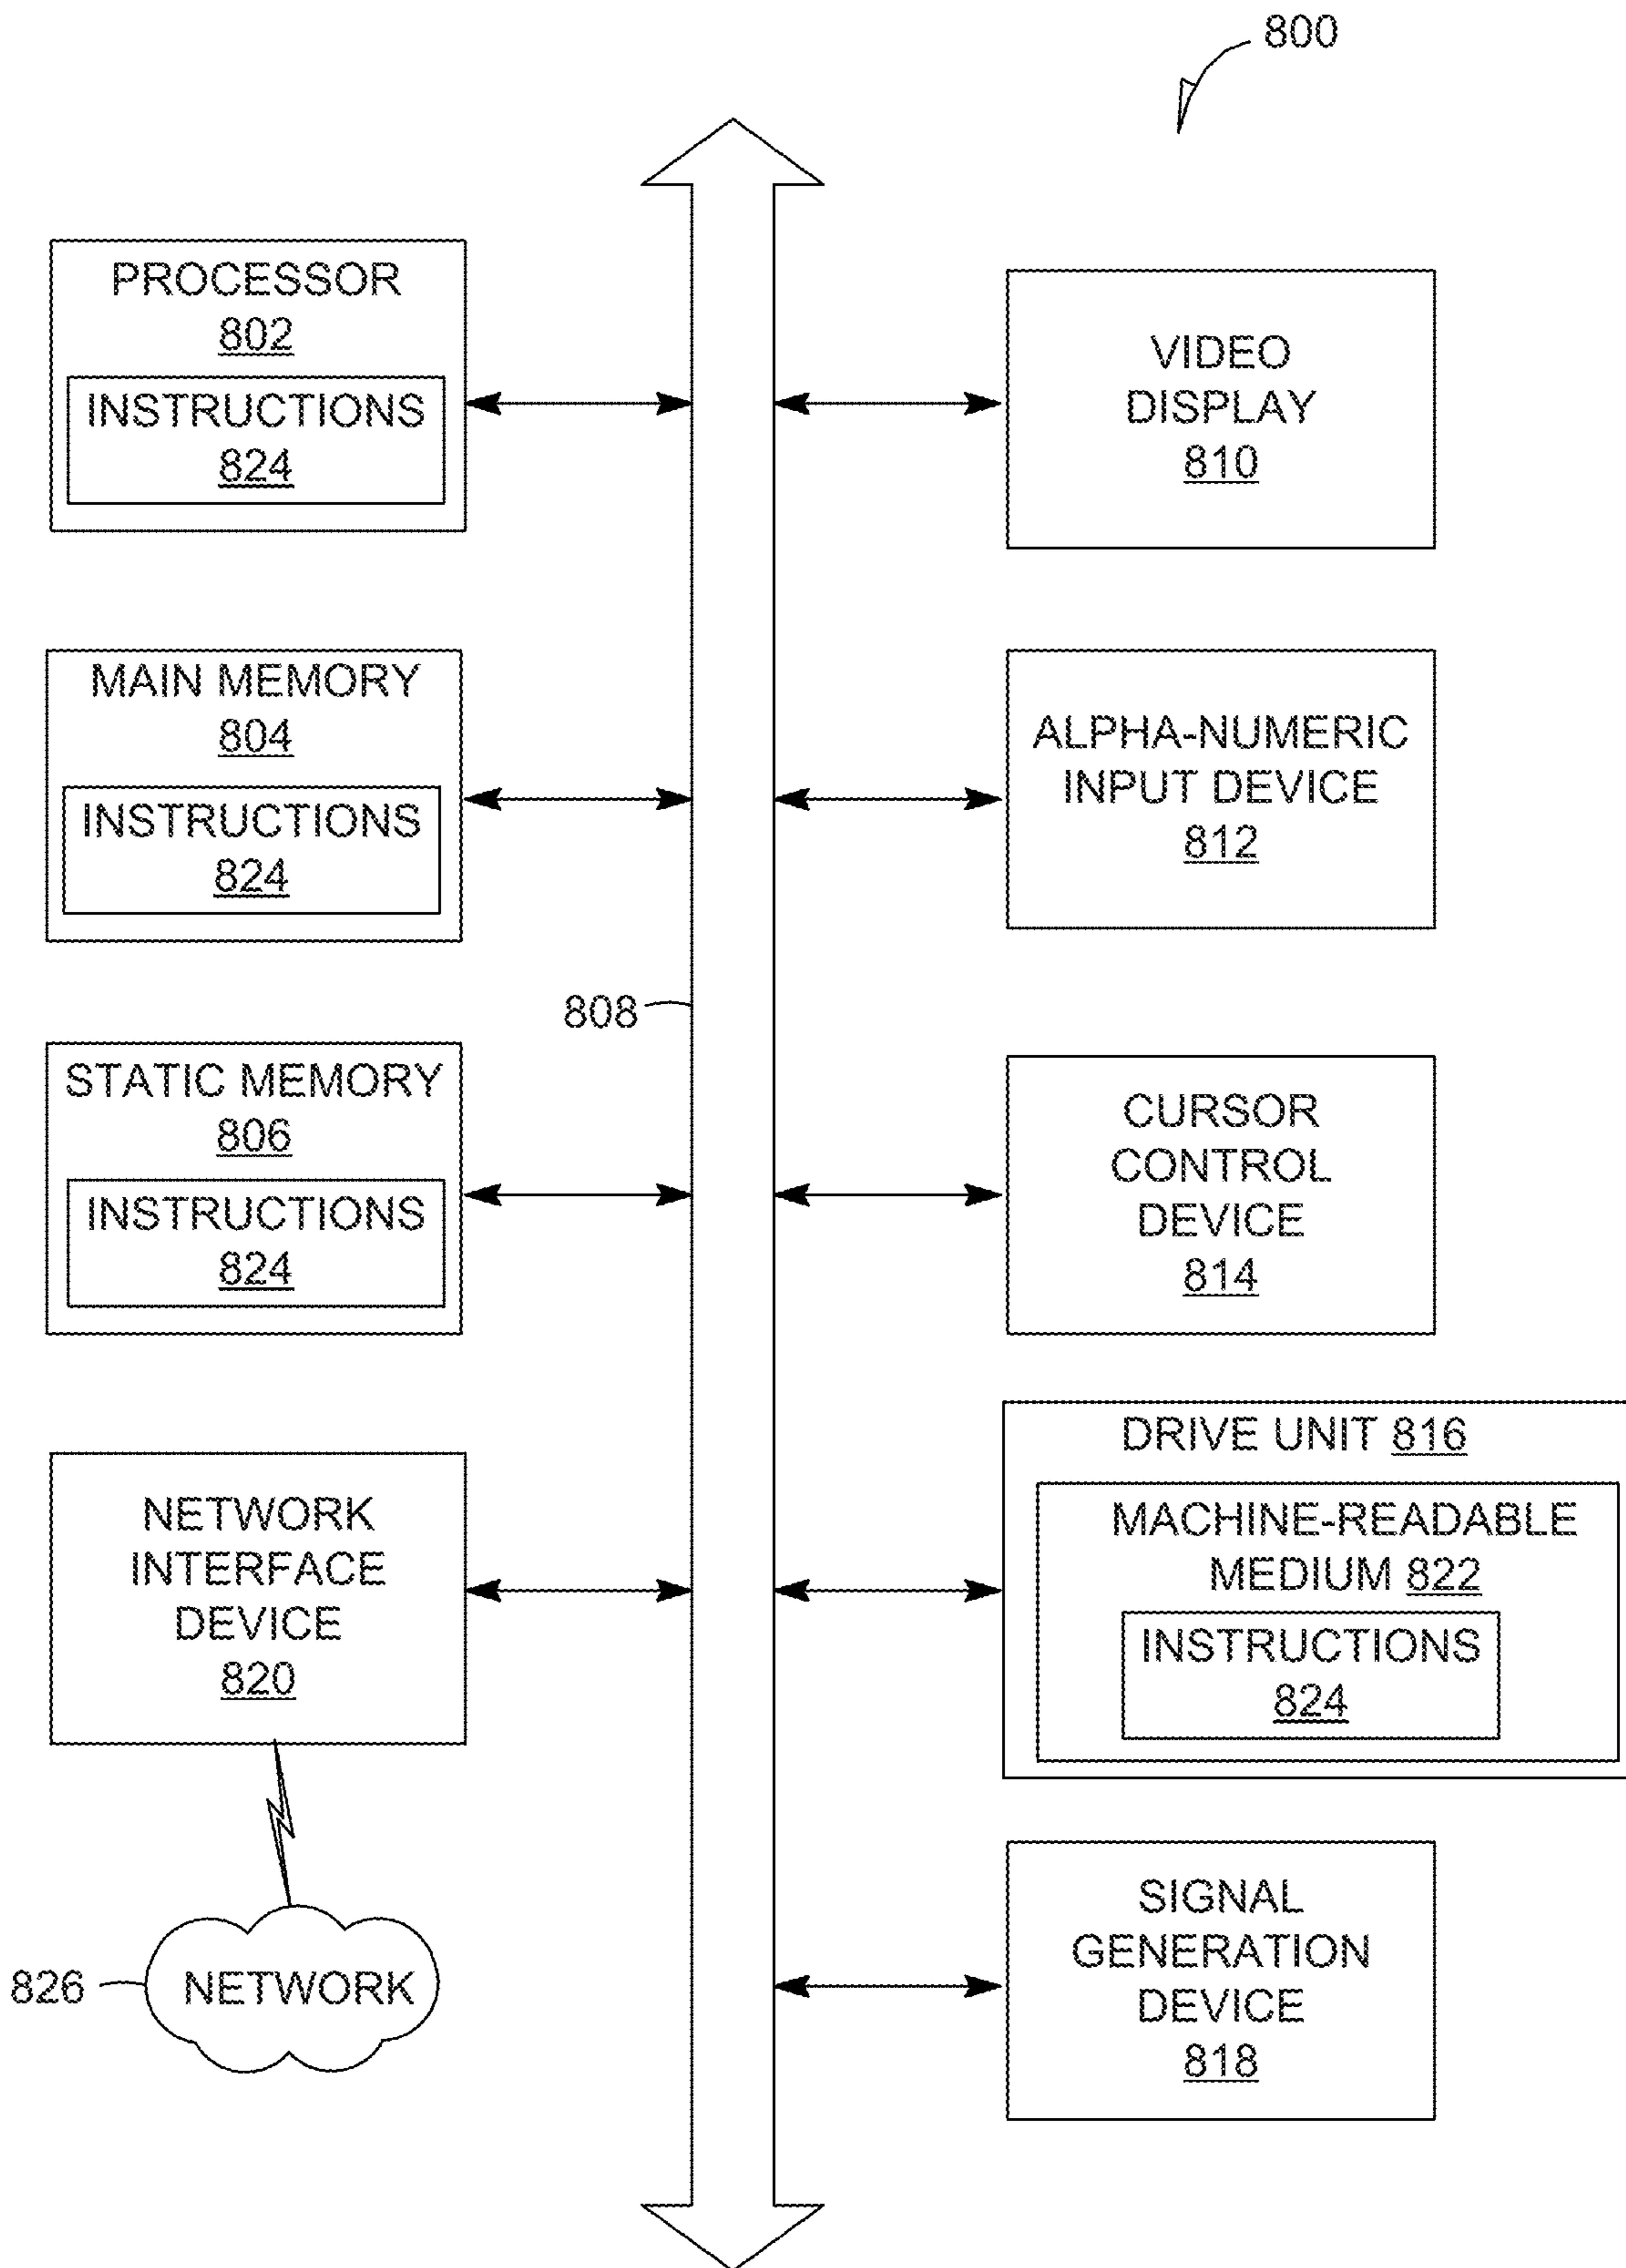 800
PROCESSOR
802
INSTRUCTIONS
824
VIDEO
DISPLAY
810
MAIN MEMORY
804
INSTRUCTIONS
824
ALPHA-NUMERIC
INPUT DEVICE
812
808
STATIC MEMORY
806
INSTRUCTIONS
824
CURSOR
CONTROL
DEVICE
814
NETWORK
INTERFACE
DEVICE
820
DRIVE UNIT 816
MACHINE-READABLE
MEDIUM 822
INSTRUCTIONS
824
826
NETWORK
SIGNAL
GENERATION
DEVICE
818